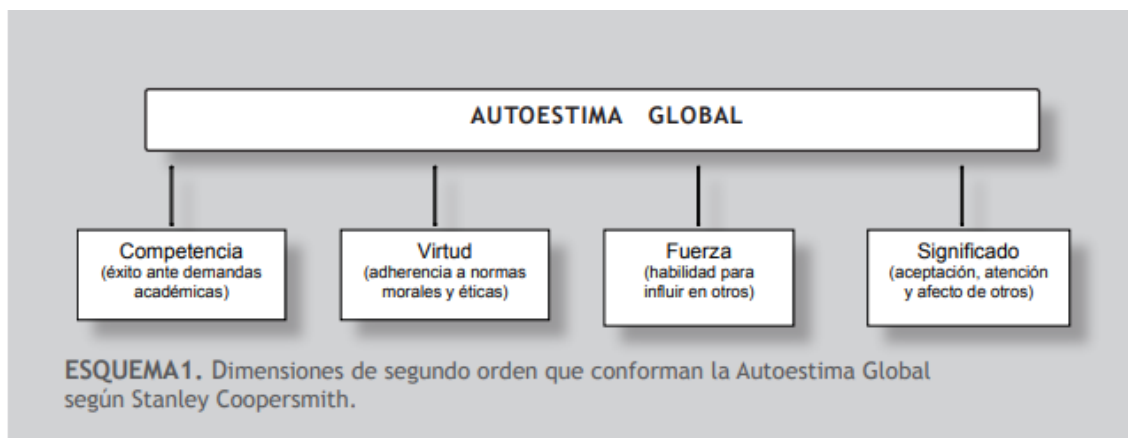 AUTOESTIMA GLOBAL
Competencia
(éxito ante demandas
académicas)
Virtud
(adherencia a normas
morales y éticas)
Fuerza
(habilidad para
influir en otros)
Significado
(aceptación, atención
y afecto de otros)
ESQUEMA1. Dimensiones de segundo orden que conforman la Autoestima Global
según Stanley Coopersmith.